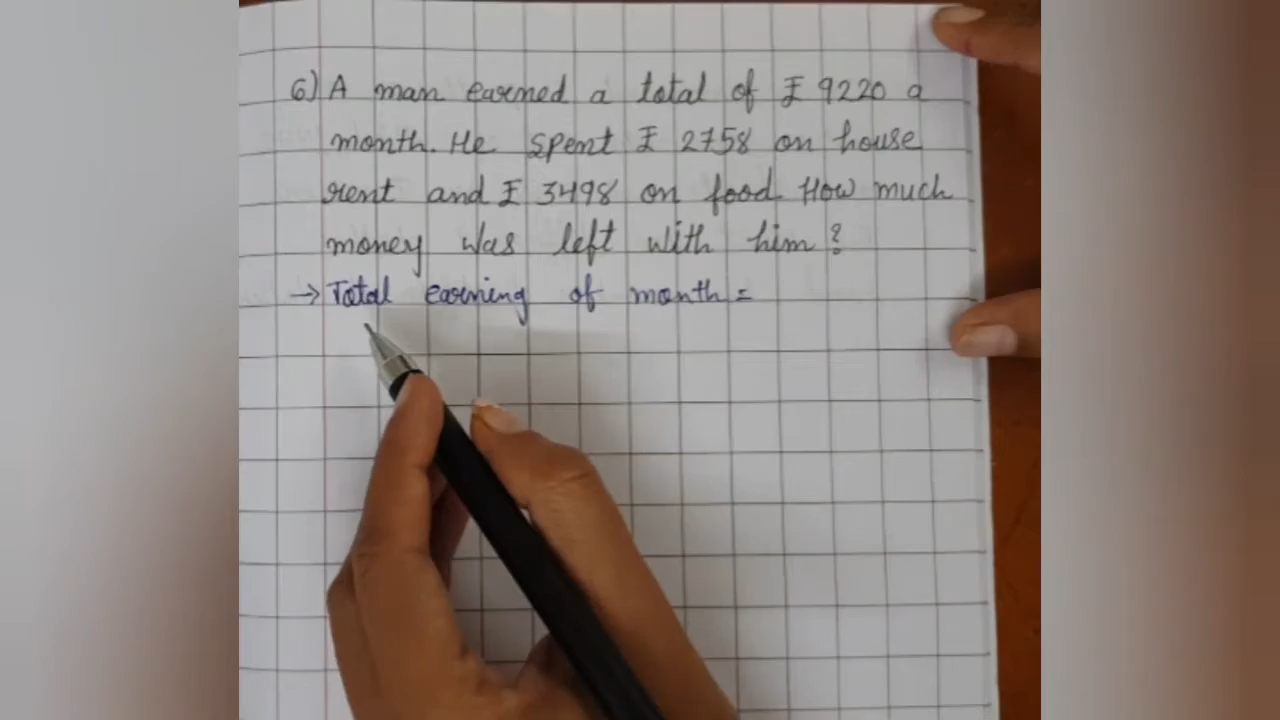 6) A man earned a total of ₹ 9220 a
month. He spent ₹ 2758 on house
rent and ₹ 3498 on food. How much
money was left with him ?
→ Total earning of month =